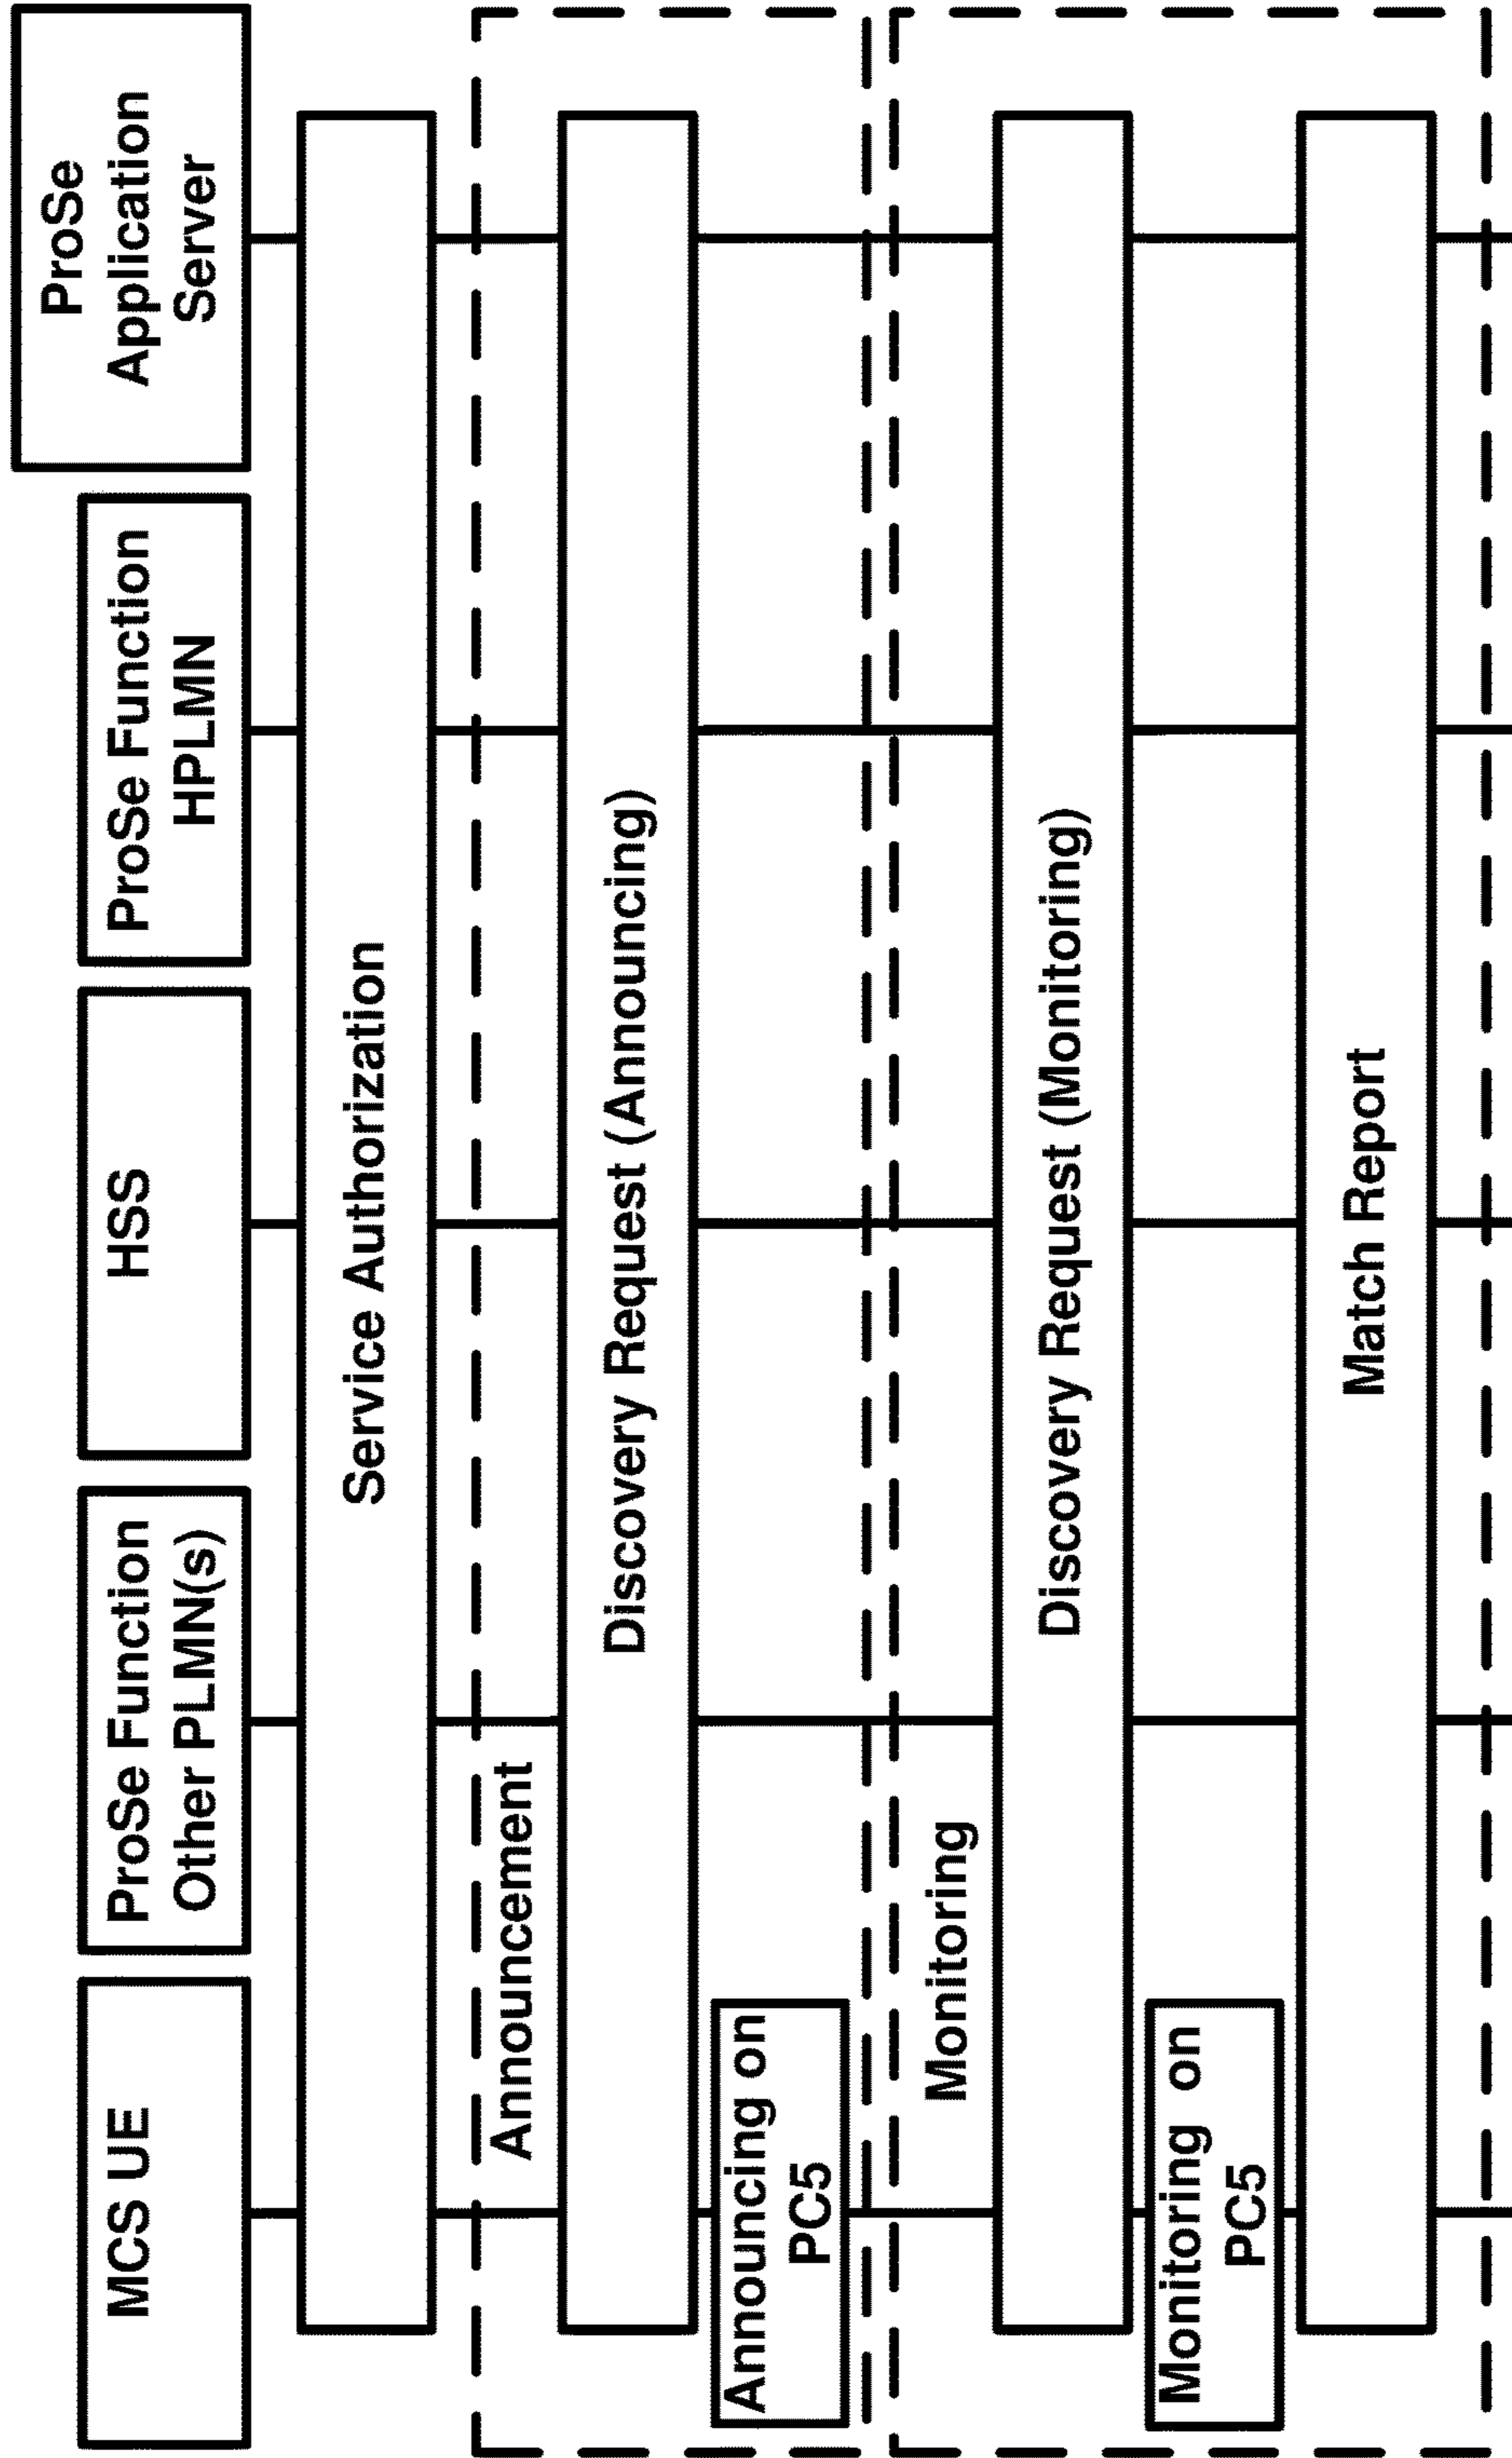 MCS UE
ProSe Function
Other PLMN(s)
HSS
ProSe Function
HPLMN
ProSe
Application
Server
Service Authorization
Announcement
Discovery Request (Announcing)
Announcing on
PC5
Monitoring
Discovery Request (Monitoring)
Monitoring on
PC5
Match Report